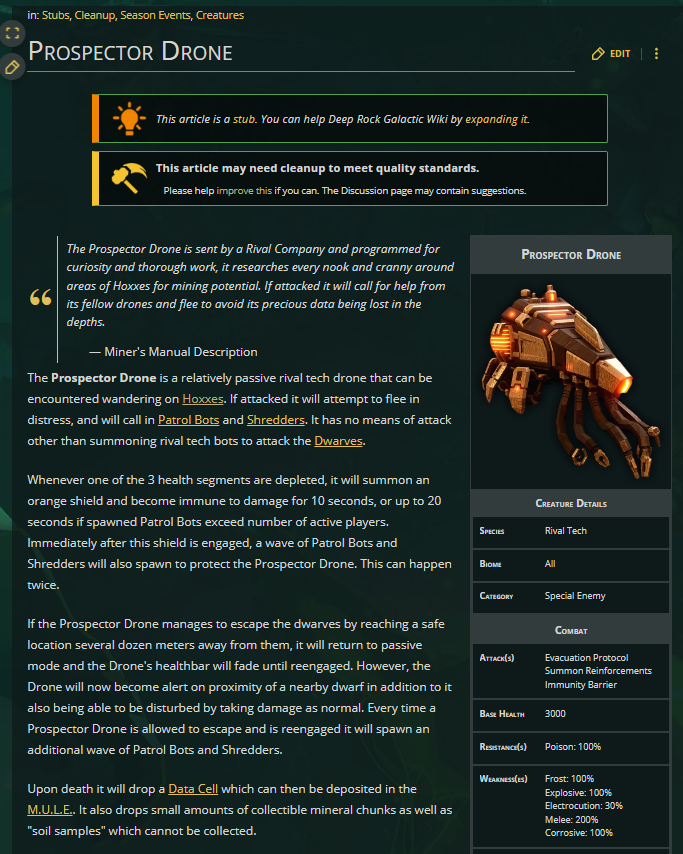 in: Stubs, Cleanup, Season Events, Creatures
Prospector Drone
EDIT
This article is a stub. You can help Deep Rock Galactic Wiki by expanding it.
This article may need cleanup to meet quality standards.
Please help improve this if you can. The Discussion page may contain suggestions.
“
The Prospector Drone is sent by a Rival Company and programmed for
curiosity and thorough work, it researches every nook and cranny around
areas of Hoxxes for mining potential. If attacked it will call for help from
its fellow drones and flee to avoid its precious data being lost in the
depths.
— Miner's Manual Description
The Prospector Drone is a relatively passive rival tech drone that can be
encountered wandering on Hoxxes. If attacked it will attempt to flee in
distress, and will call in Patrol Bots and Shredders. It has no means of attack
other than summoning rival tech bots to attack the Dwarves.
Whenever one of the 3 health segments are depleted, it will summon an
orange shield and become immune to damage for 10 seconds, or up to 20
seconds if spawned Patrol Bots exceed number of active players.
Immediately after this shield is engaged, a wave of Patrol Bots and
Shredders will also spawn to protect the Prospector Drone. This can happen
twice.
If the Prospector Drone manages to escape the dwarves by reaching a safe
location several dozen meters away from them, it will return to passive
mode and the Drone's healthbar will fade until reengaged. However, the
Drone will now become alert on proximity of a nearby dwarf in addition to it
also being able to be disturbed by taking damage as normal. Every time a
Prospector Drone is allowed to escape and is reengaged it will spawn an
additional wave of Patrol Bots and Shredders.
Upon death it will drop a Data Cell which can then be deposited in the
M.U.L.E.. It also drops small amounts of collectible mineral chunks as well as
"soil samples" which cannot be collected.
Prospector Drone
Creature Details
Species Rival Tech
Biome All
Category Special Enemy
Combat
Attack(s) Evacuation Protocol
Summon Reinforcements
Immunity Barrier
Base Health 3000
Resistance(s) Poison: 100%
Weakness(es) Frost: 100%
Explosive: 100%
Electrocution: 30%
Melee: 200%
Corrosive: 100%